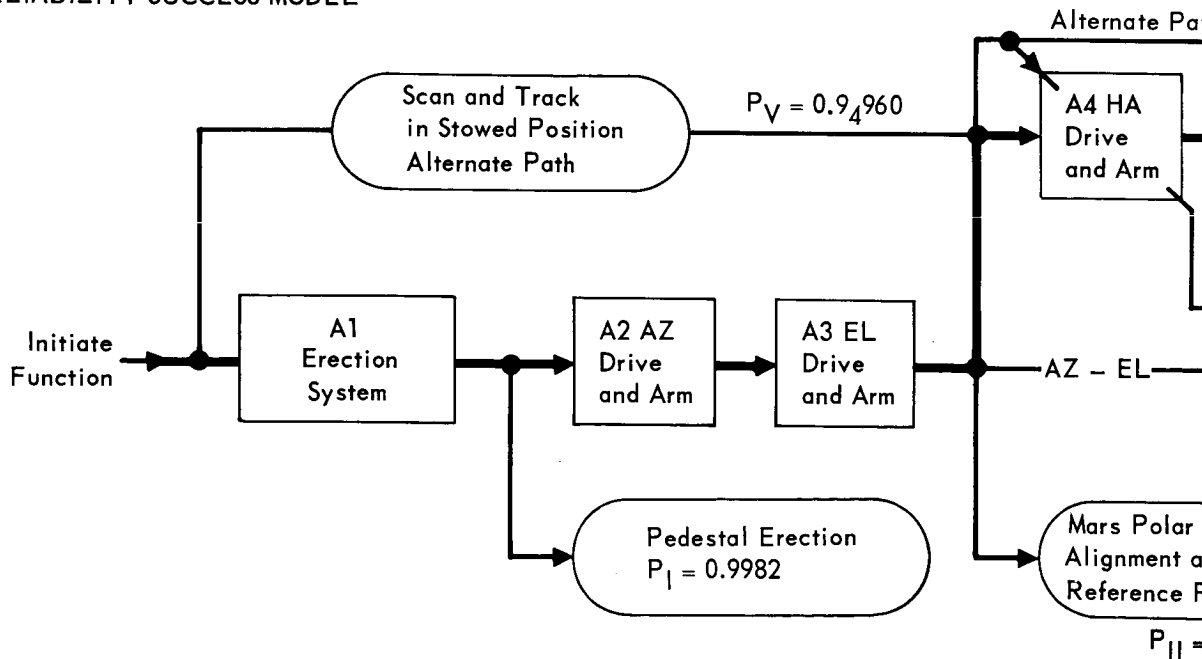 SUCCESS MODEL
Alternate
Scan and Track
in Stowed Position
Alternate Path
P_V = 0.9_4960
A4 HA
Drive
and Arm
Initiate
Function
A1
Erection
System
A2 AZ
Drive
and Arm
A3 EL
Drive
and Arm
AZ – EL
Pedestal Erection
P_I = 0.9982
Mars Polar
Alignment
Reference
P_II =